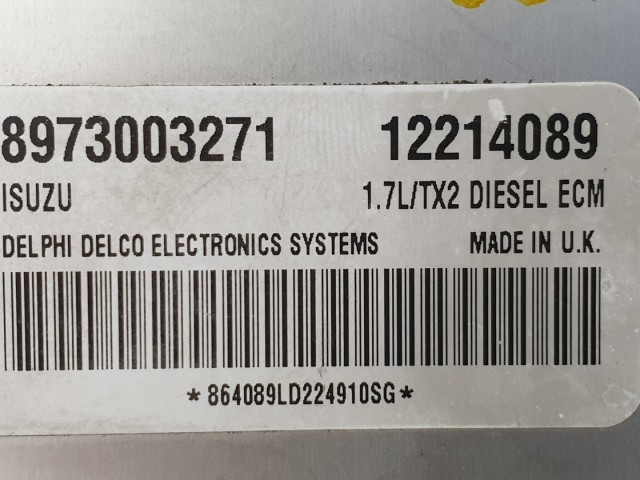 8973003271 12214089
ISUZU 1.7L/TX2 DIESEL ECM
DELPHI DELCO ELECTRONICS SYSTEMS MADE IN U.K.
*864089LD224910SG*